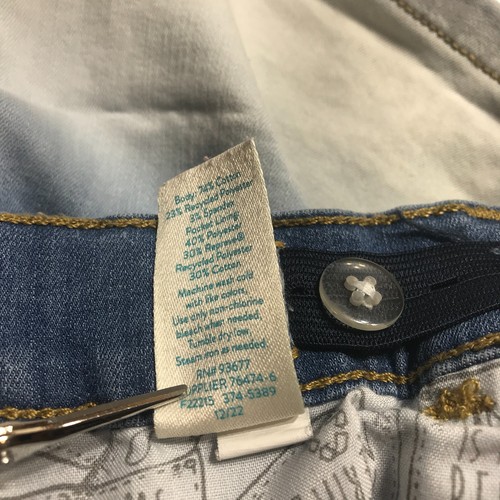 Body: 74% Cotton
Recycled Polyester
Spandex
Pocket Lining:
40% Polyester
30% Repreve®
Recycled Polyester
30% Cotton
Machine wash cold
with like colors.
Use only non-chlorine
bleach when needed.
Tumble dry low.
Steam iron as needed.
RN# 93677
SUPPLIER 76474-6
F22215 374-5389
12/22